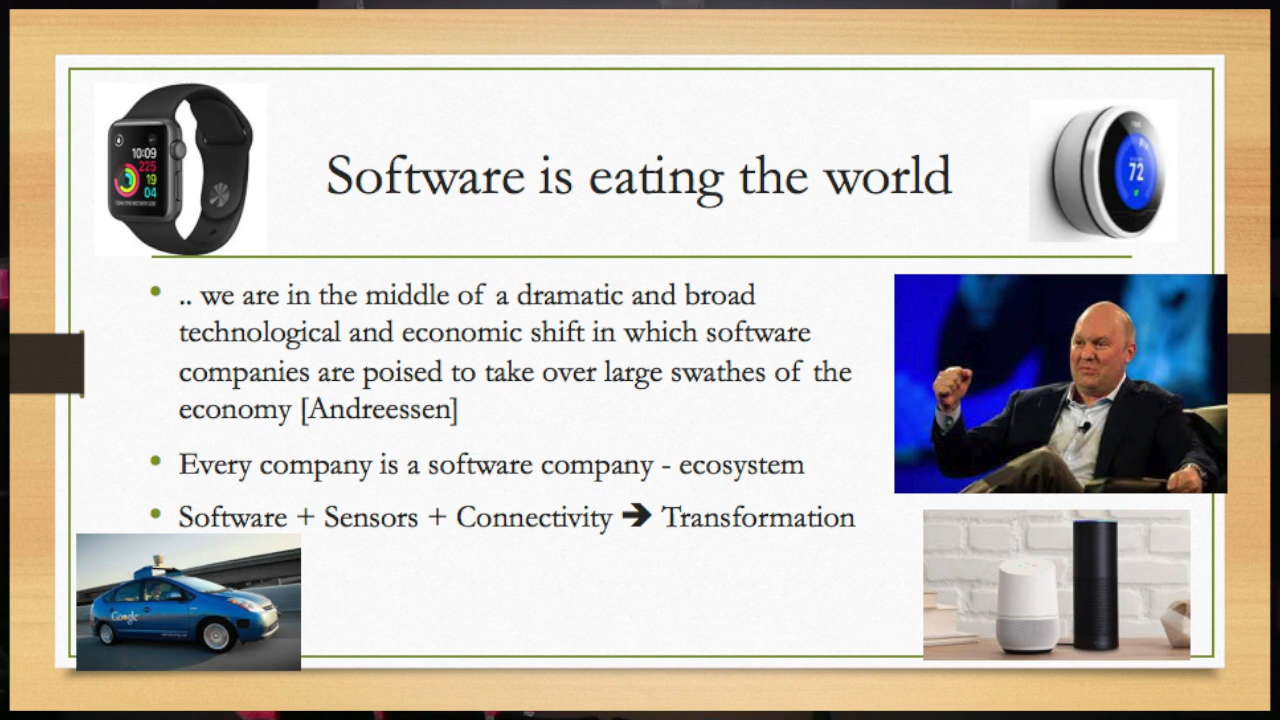 Software is eating the world
10:09
225
19
04
nest
72
.. we are in the middle of a dramatic and broad
technological and economic shift in which software
companies are poised to take over large swathes of the
economy [Andreessen]
Every company is a software company - ecosystem
Software + Sensors + Connectivity ➔ Transformation
Google